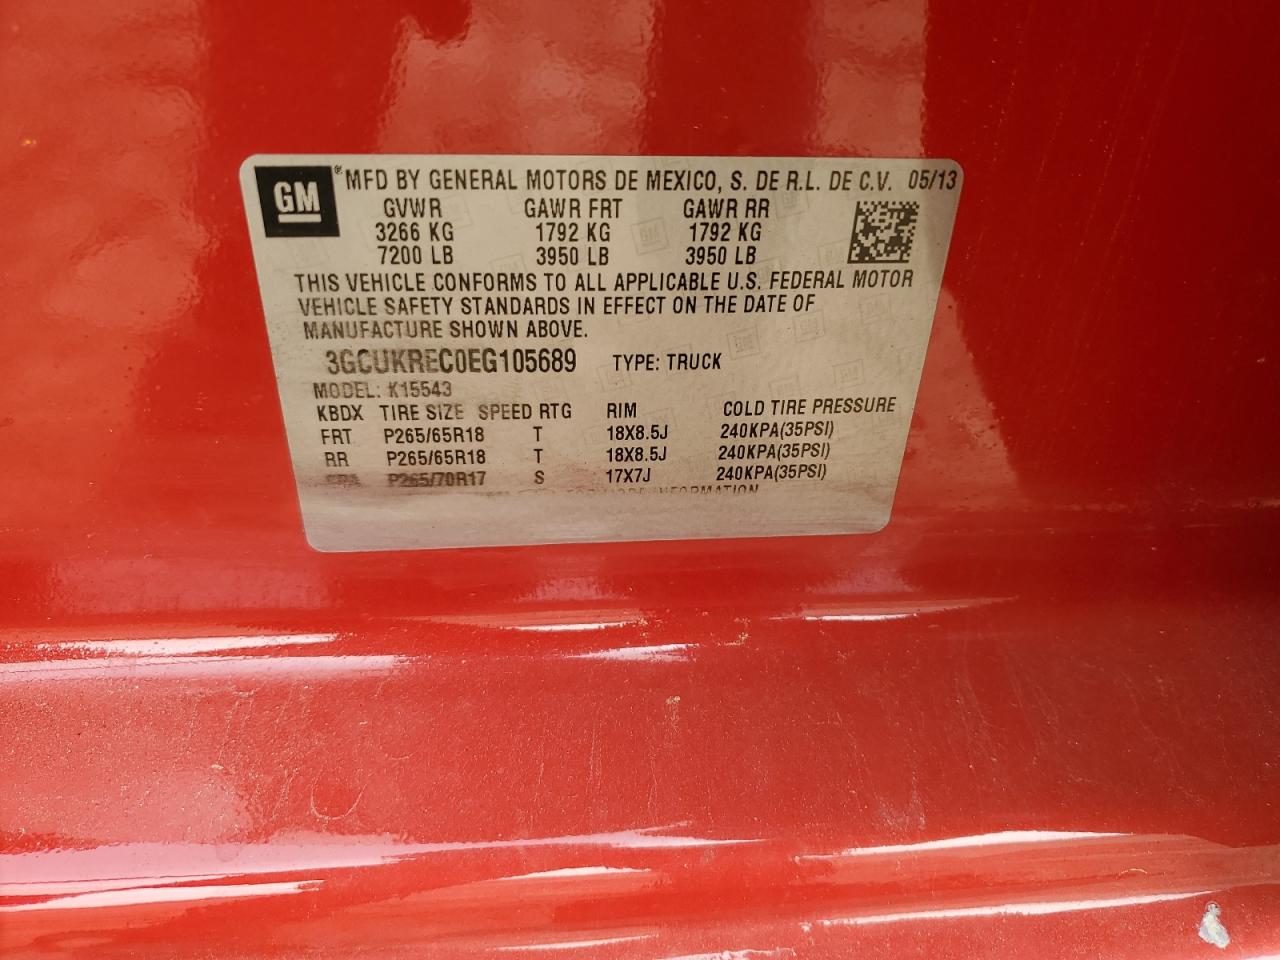 GM ® MFD BY GENERAL MOTORS DE MEXICO, S. DE R.L. DE C.V. 05/13
GVWR GAWR FRT GAWR RR
3266 KG 1792 KG 1792 KG
7200 LB 3950 LB 3950 LB
THIS VEHICLE CONFORMS TO ALL APPLICABLE U.S. FEDERAL MOTOR
VEHICLE SAFETY STANDARDS IN EFFECT ON THE DATE OF
MANUFACTURE SHOWN ABOVE.
3GCUKREC0EG105689 TYPE: TRUCK
MODEL: K15543
KBDX TIRE SIZE SPEED RTG RIM COLD TIRE PRESSURE
FRT P265/65R18 T 18X8.5J 240KPA(35PSI)
RR P265/65R18 T 18X8.5J 240KPA(35PSI)
SPA P265/70R17 S 17X7J 240KPA(35PSI)
FOR MORE INFORMATION